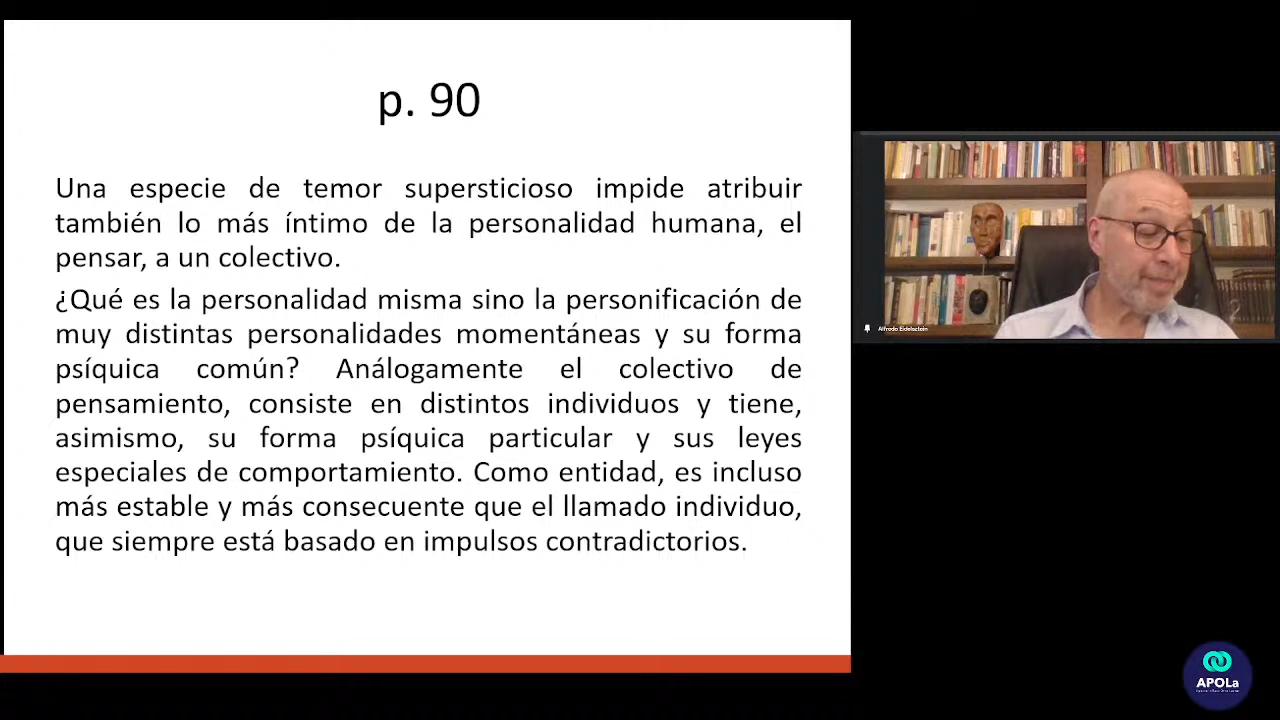 p. 90
Una especie de temor supersticioso impide atribuir
también lo más íntimo de la personalidad humana, el
pensar, a un colectivo.
¿Qué es la personalidad misma sino la personificación de
muy distintas personalidades momentáneas y su forma
psíquica común? Análogamente el colectivo de
pensamiento, consiste en distintos individuos y tiene,
asimismo, su forma psíquica particular y sus leyes
especiales de comportamiento. Como entidad, es incluso
más estable y más consecuente que el llamado individuo,
que siempre está basado en impulsos contradictorios.
Alfredo Eidelsztein
APOLa